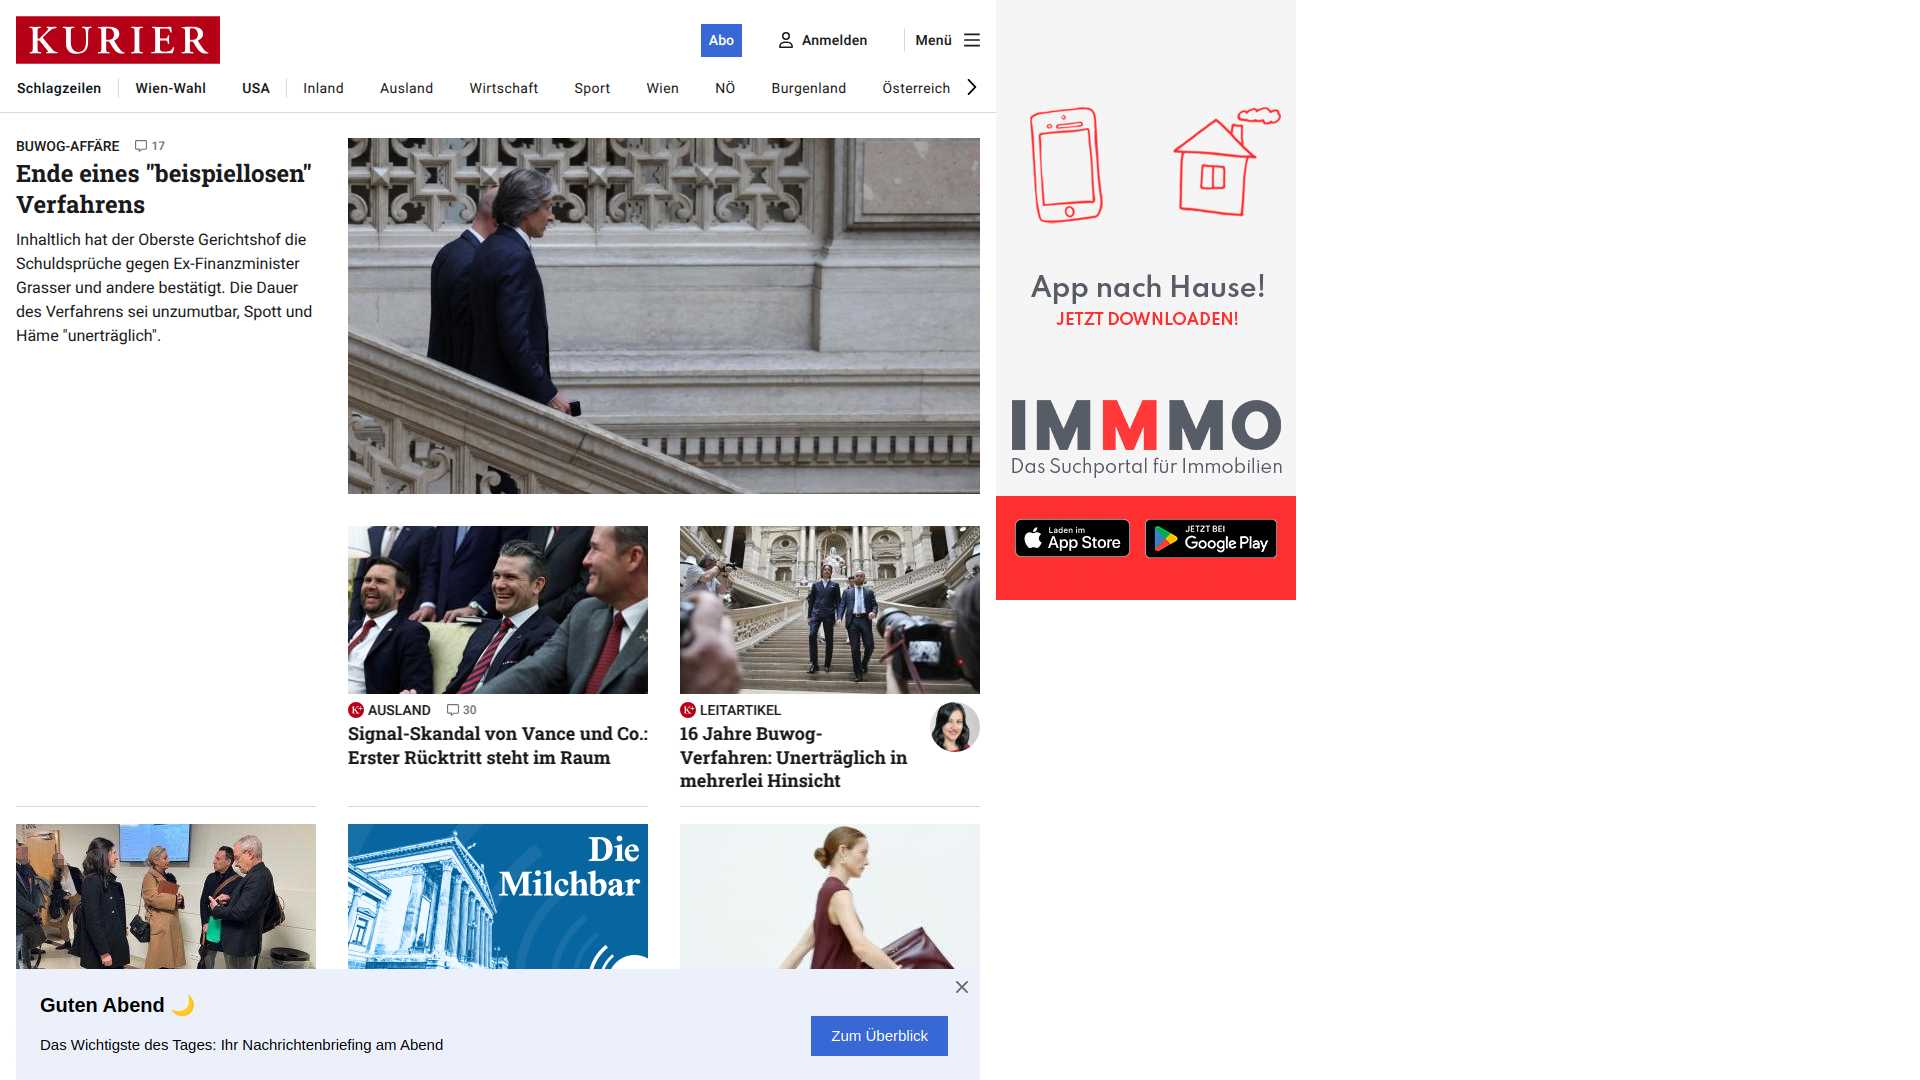 KURIER
Abo
Anmelden
Menü
Schlagzeilen
Wien-Wahl
USA
Inland
Ausland
Wirtschaft
Sport
Wien
NÖ
Burgenland
Österreich
BUWOG-AFFÄRE 17
Ende eines "beispiellosen"
Verfahrens
Inhaltlich hat der Oberste Gerichtshof die
Schuldsprüche gegen Ex-Finanzminister
Grasser und andere bestätigt. Die Dauer
des Verfahrens sei unzumutbar, Spott und
Häme "unerträglich".
K+ AUSLAND 30
Signal-Skandal von Vance und Co.:
Erster Rücktritt steht im Raum
K+ LEITARTIKEL
16 Jahre Buwog-
Verfahren: Unerträglich in
mehrerlei Hinsicht
Die
Milchbar
Guten Abend 🌙
Das Wichtigste des Tages: Ihr Nachrichtenbriefing am Abend
Zum Überblick
App nach Hause!
JETZT DOWNLOADEN!
IMMMO
Das Suchportal für Immobilien
Laden im
App Store
JETZT BEI
Google Play